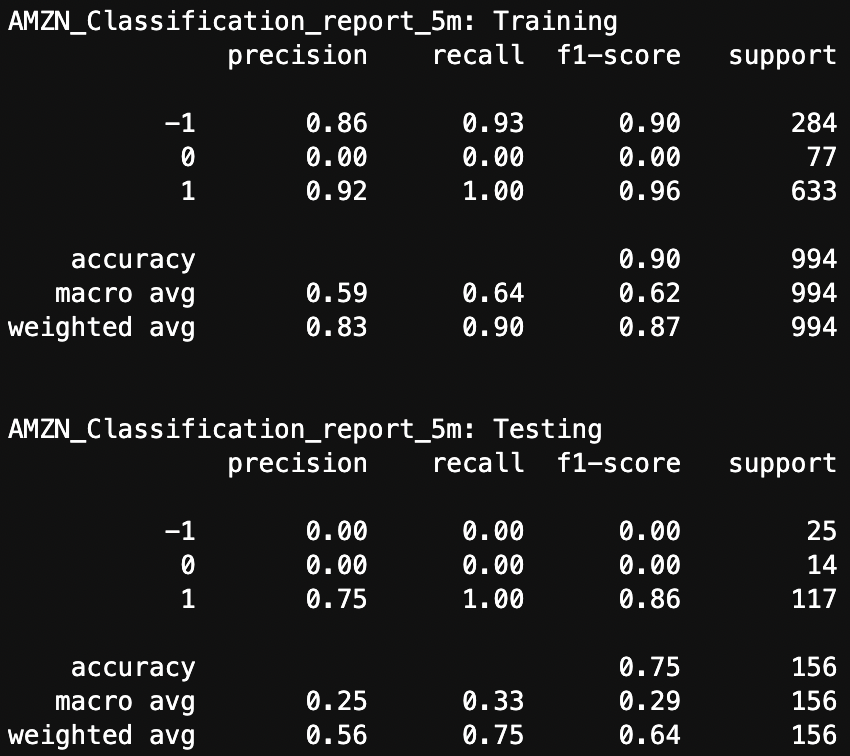 AMZN_Classification_report_5m: Training
precision recall f1-score support
-1 0.86 0.93 0.90 284
0 0.00 0.00 0.00 77
1 0.92 1.00 0.96 633
accuracy 0.90 994
macro avg 0.59 0.64 0.62 994
weighted avg 0.83 0.90 0.87 994
AMZN_Classification_report_5m: Testing
precision recall f1-score support
-1 0.00 0.00 0.00 25
0 0.00 0.00 0.00 14
1 0.75 1.00 0.86 117
accuracy 0.75 156
macro avg 0.25 0.33 0.29 156
weighted avg 0.56 0.75 0.64 156